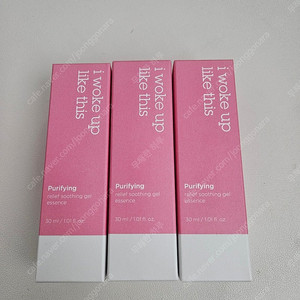 i woke up
like this
i woke up
like this
i woke up
like this
Purifying
relief soothing gel
essence
30 ml / 1.01 fl. oz
Purifying
relief soothing gel
essence
30 ml / 1.01 fl. oz
Purifying
relief soothing gel
essence
30 ml / 1.01 fl. oz